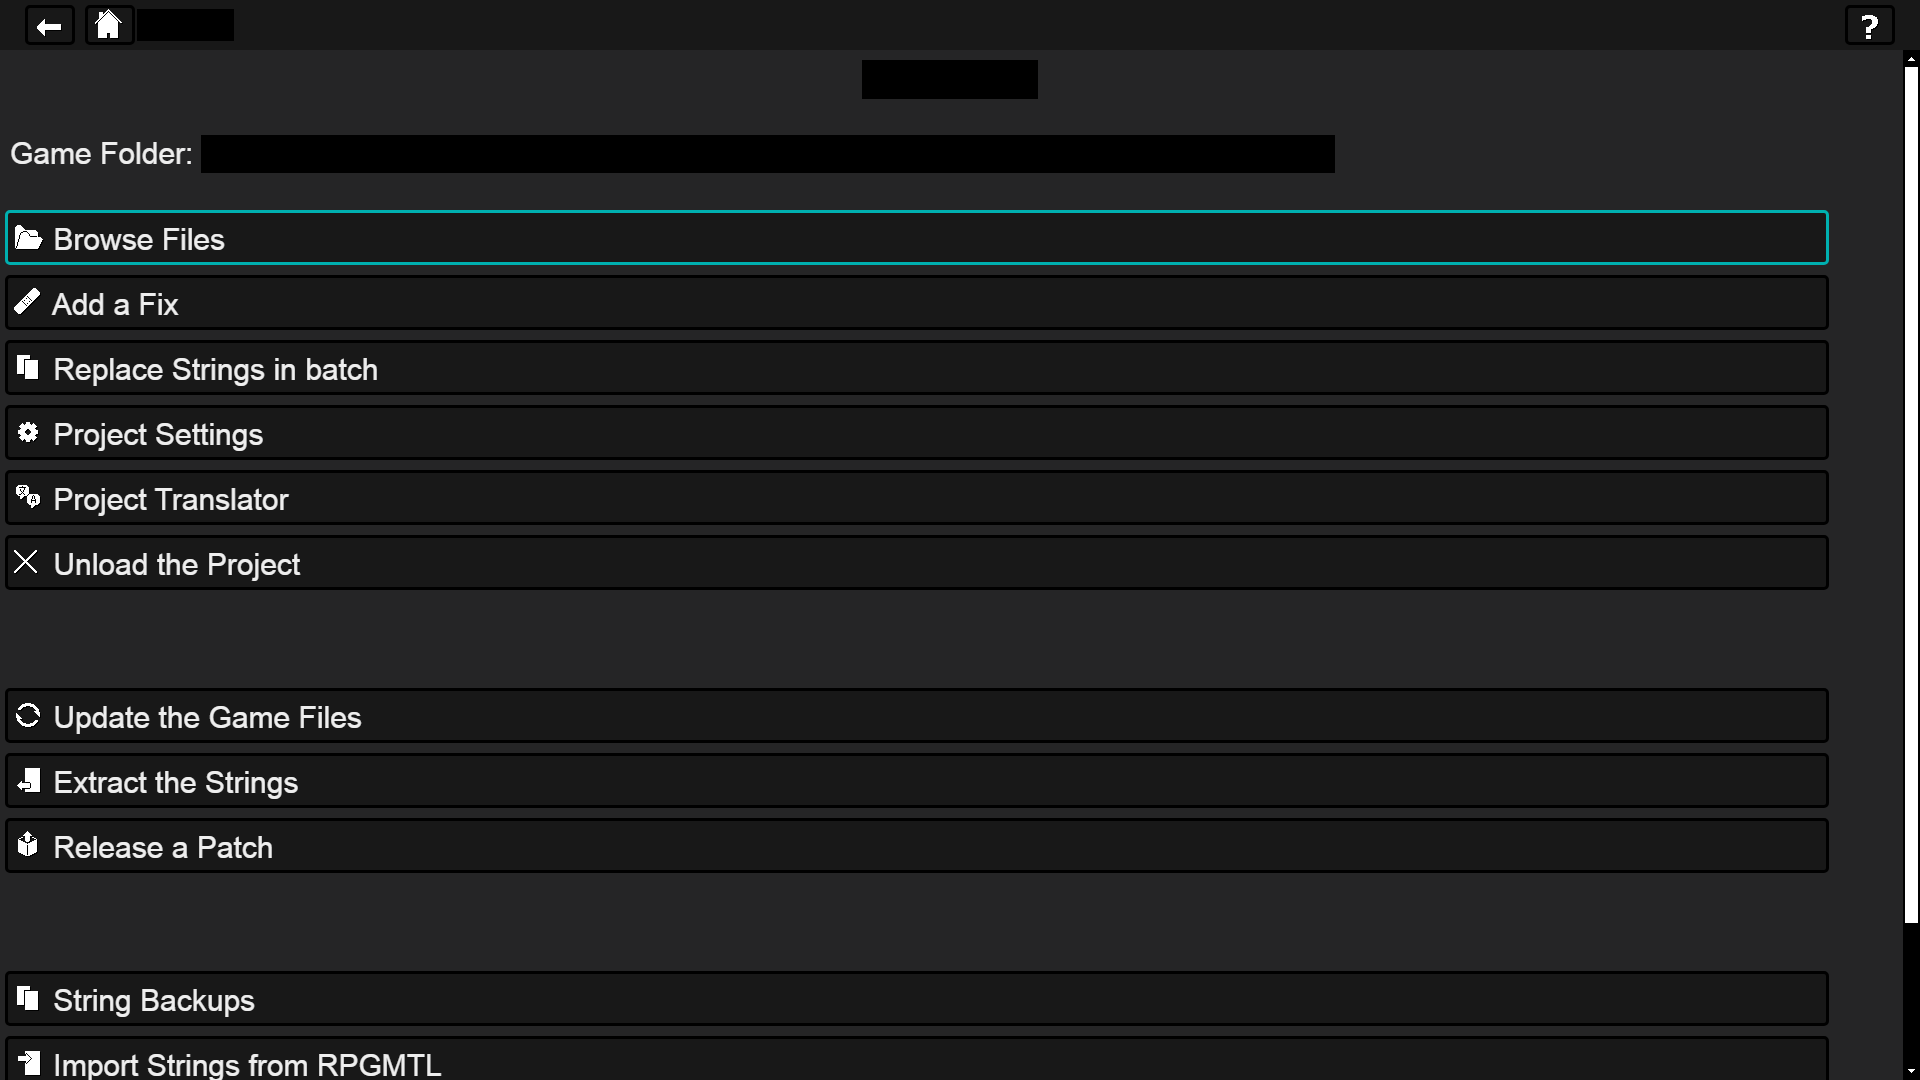 ?
Game Folder:
Browse Files
Add a Fix
Replace Strings in batch
Project Settings
Project Translator
Unload the Project
Update the Game Files
Extract the Strings
Release a Patch
String Backups
Import Strings from RPGMTL